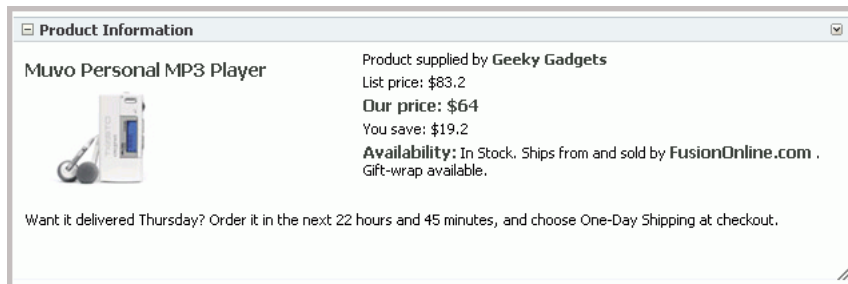 Product Information
Muvo Personal MP3 Player
Product supplied by Geeky Gadgets
List price: $83.2
Our price: $64
You save: $19.2
Availability: In Stock. Ships from and sold by FusionOnline.com .
Gift-wrap available.
Want it delivered Thursday? Order it in the next 22 hours and 45 minutes, and choose One-Day Shipping at checkout.